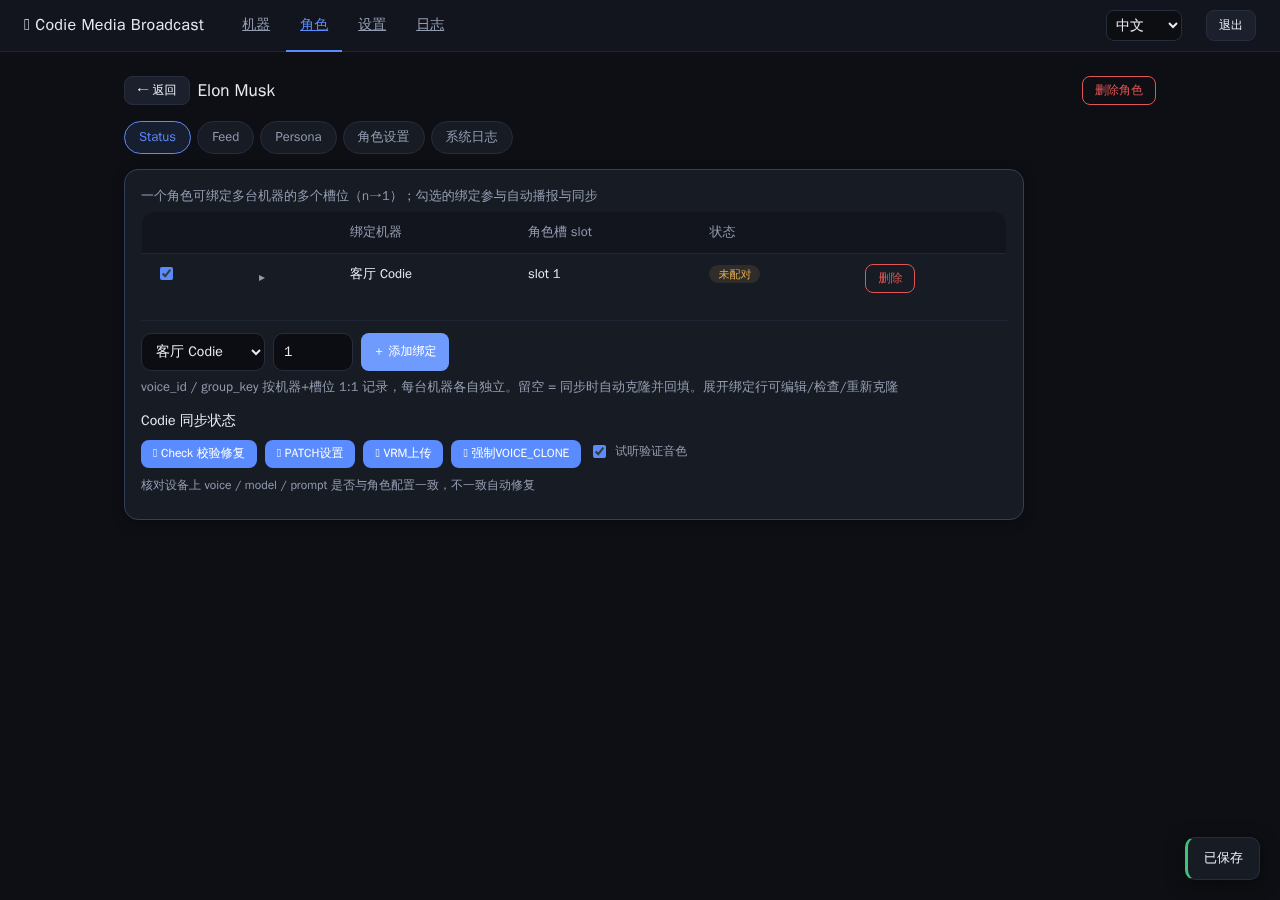 Codie Media Broadcast 机器 角色 设置 日志 中文 退出
← 返回 Elon Musk 删除角色
Status Feed Persona 角色设置 系统日志
一个角色可绑定多台机器的多个槽位（n→1）；勾选的绑定参与自动播报与同步
绑定机器 角色槽 slot 状态
▸ 客厅 Codie slot 1 未配对 删除
客厅 Codie 1 + 添加绑定
voice_id / group_key 按机器+槽位 1:1 记录，每台机器各自独立。留空 = 同步时自动克隆并回填。展开绑定行可编辑/检查/重新克隆
Codie 同步状态
Check 校验修复 PATCH设置 VRM上传 强制VOICE_CLONE 试听验证音色
核对设备上 voice / model / prompt 是否与角色配置一致，不一致自动修复
已保存